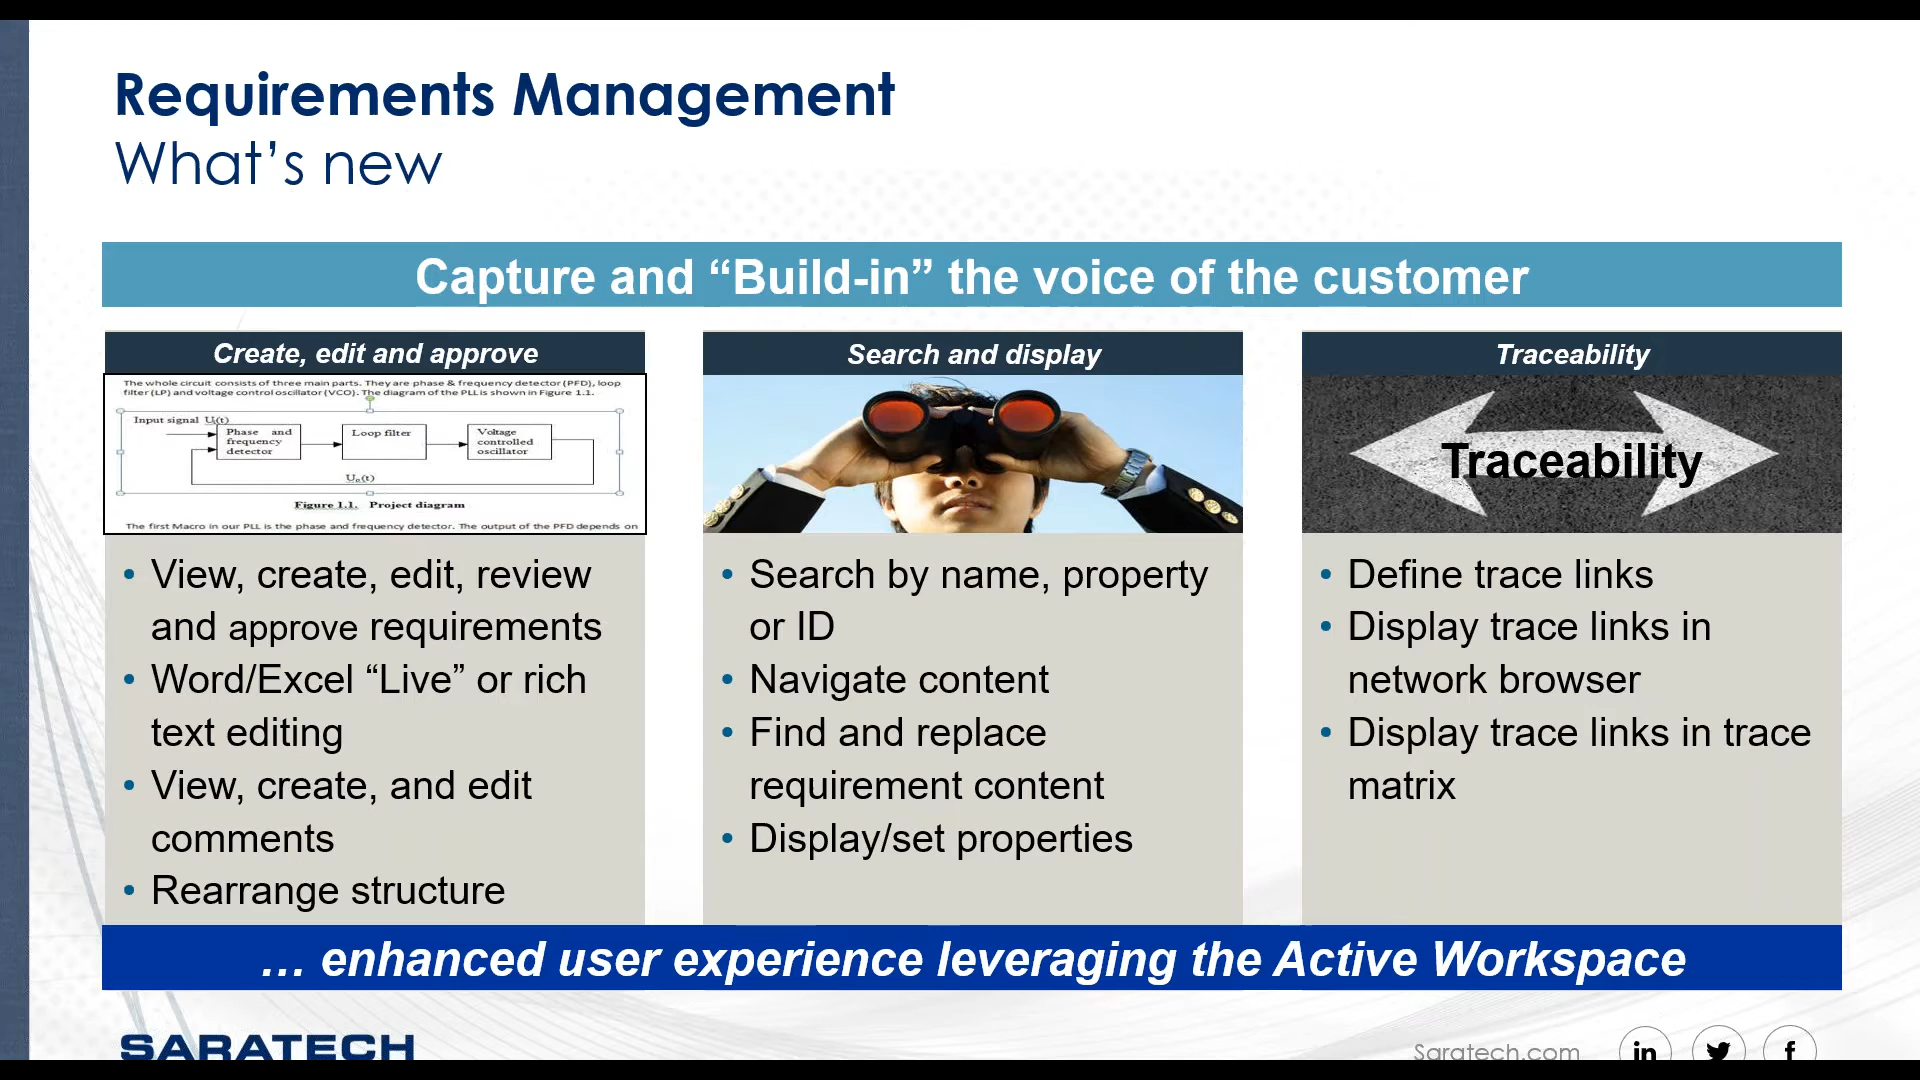 Requirements Management
What’s new
Capture and “Build-in” the voice of the customer
Create, edit and approve
The whole circuit consists of three main parts. They are phase & frequency detector (PFD), loop
filter (LP) and voltage control oscillator (VCO). The diagram of the PLL is shown in Figure 1.1.
Input signal Ui(t)
Phase and
frequency
detector
Loop filter
Voltage
controlled
oscillator
Uo(t)
Figure 1.1. Project diagram
The first Macro in our PLL is the phase and frequency detector. The output of the PFD depends on
• View, create, edit, review
and approve requirements
• Word/Excel “Live” or rich
text editing
• View, create, and edit
comments
• Rearrange structure
Search and display
• Search by name, property
or ID
• Navigate content
• Find and replace
requirement content
• Display/set properties
Traceability
Traceability
• Define trace links
• Display trace links in
network browser
• Display trace links in trace
matrix
… enhanced user experience leveraging the Active Workspace
SARATECH
Saratech.com
in
f